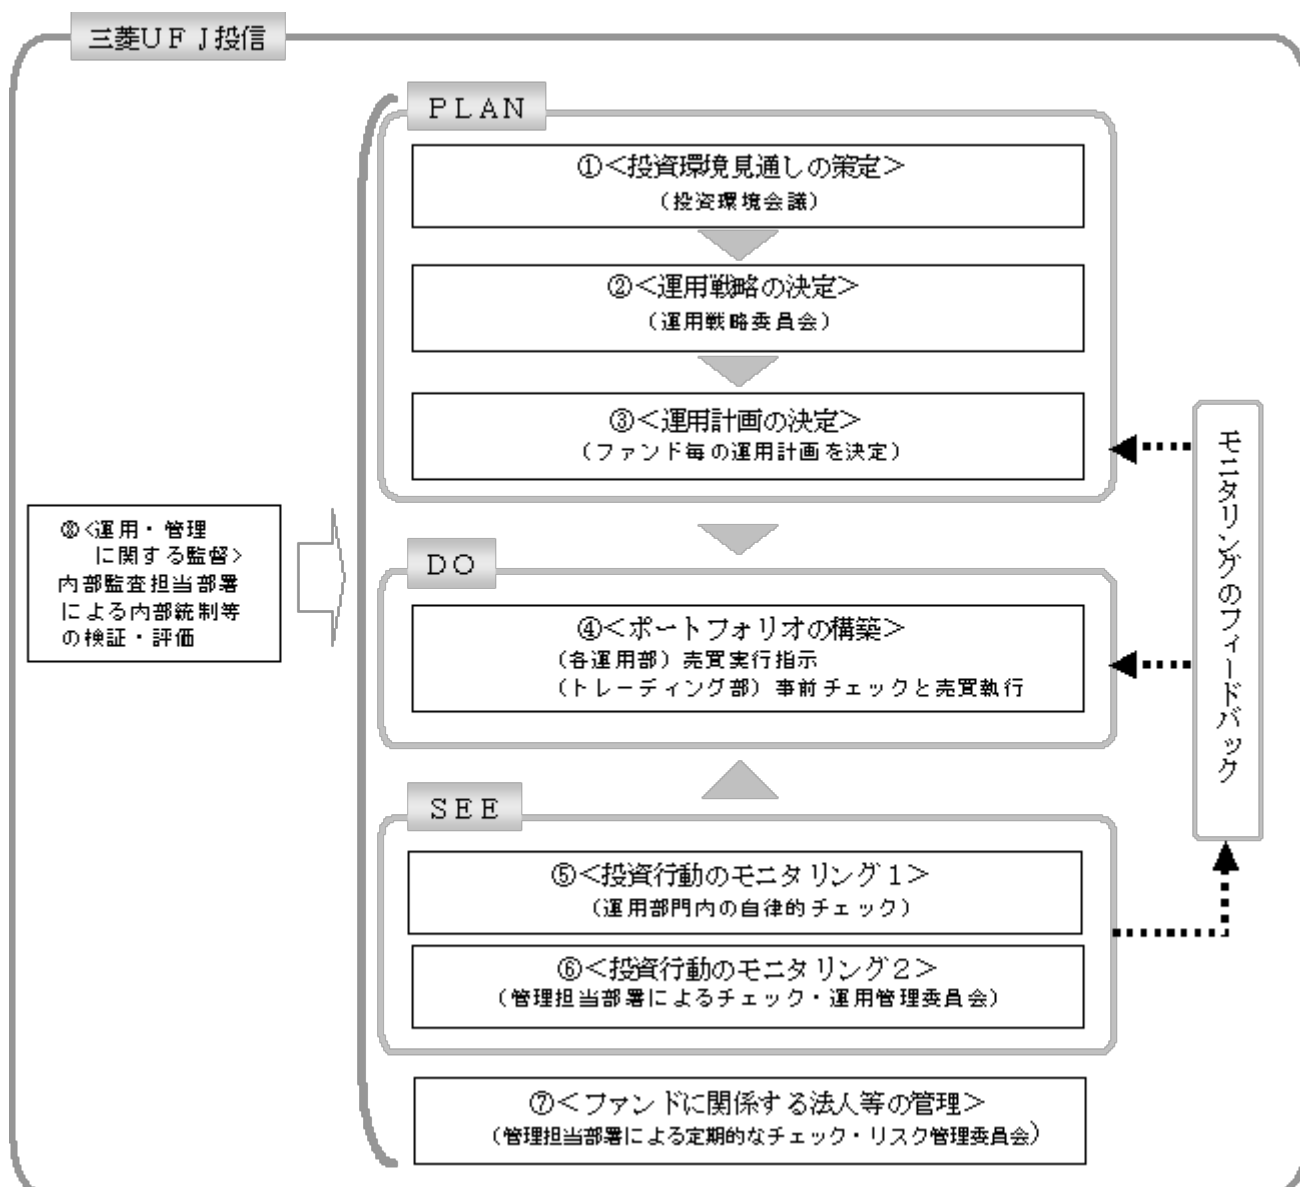 三菱UFJ投信
PLAN
①<投資環境見通しの策定>
(投資環境会議)
②<運用戦略の決定>
(運用戦略委員会)
③<運用計画の決定>
(ファンド毎の運用計画を決定)
⑧<運用・管理
に関する監督>
内部監査担当部署
による内部統制等
の検証・評価
DO
④<ポートフォリオの構築>
(各運用部)売買実行指示
(トレーディング部)事前チェックと売買執行
SEE
⑤<投資行動のモニタリング1>
(運用部門内の自律的チェック)
⑥<投資行動のモニタリング2>
(管理担当部署によるチェック・運用管理委員会)
⑦<ファンドに関係する法人等の管理>
(管理担当部署による定期的なチェック・リスク管理委員会)
モニタリングのフィードバック